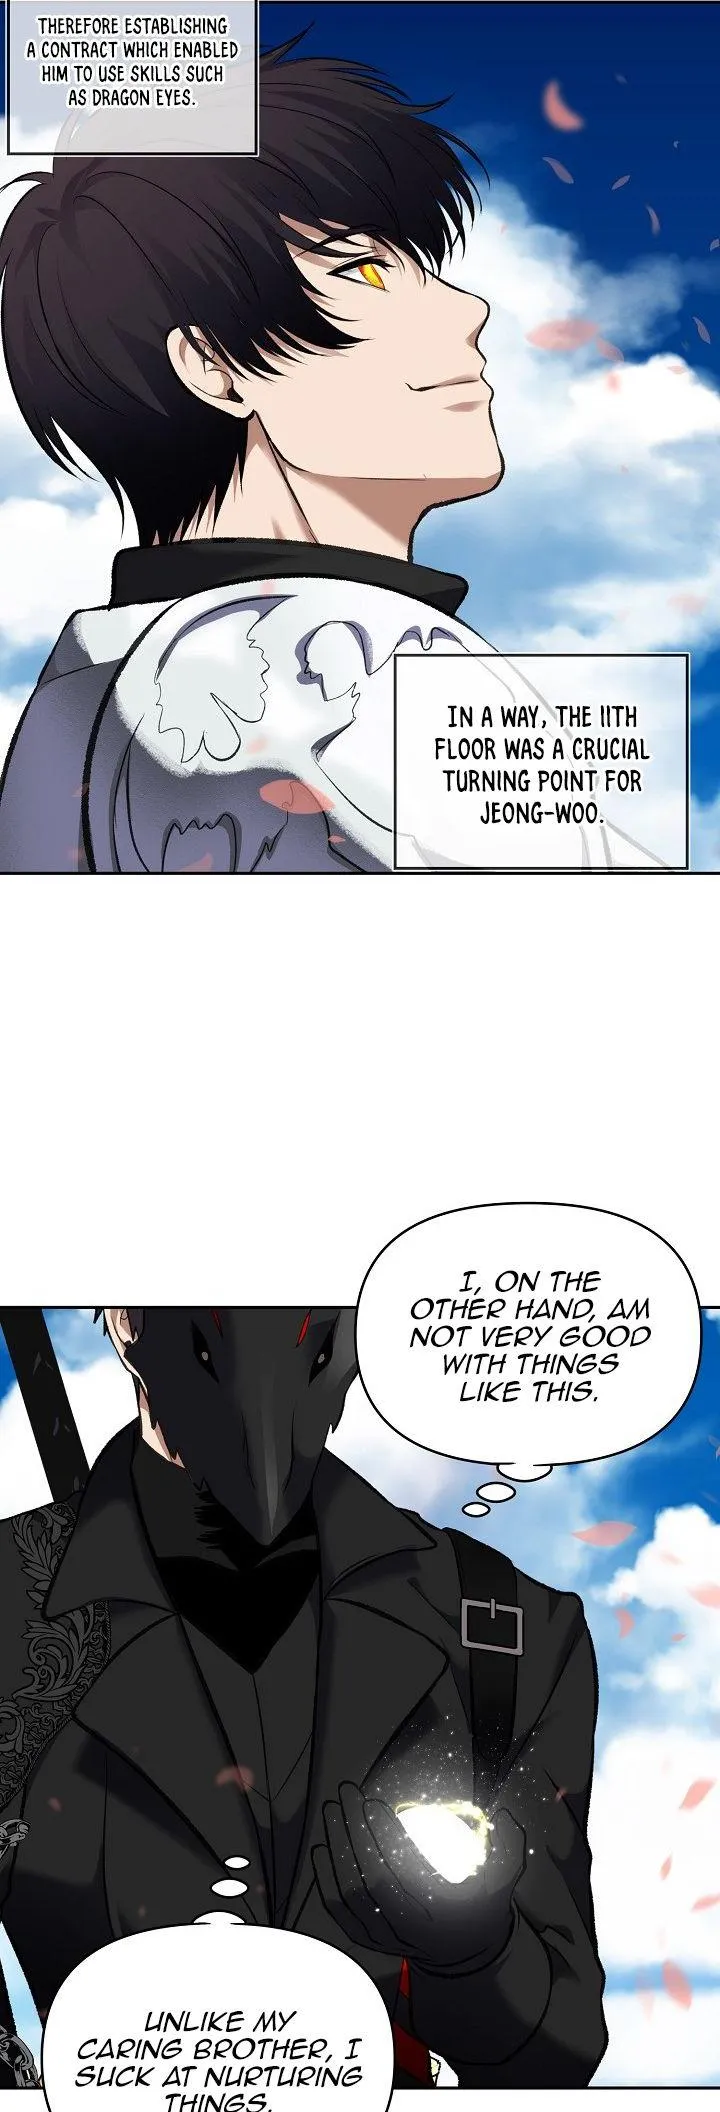 THEREFORE ESTABLISHING
A CONTRACT WHICH ENABLED
HIM TO USE SKILLS SUCH
AS DRAGON EYES.
IN A WAY, THE 11TH
FLOOR WAS A CRUCIAL
TURNING POINT FOR
JEONG-WOO.
I, ON THE
OTHER HAND, AM
NOT VERY GOOD
WITH THINGS
LIKE THIS.
UNLIKE MY
CARING BROTHER, I
SUCK AT NURTURING
THINGS.